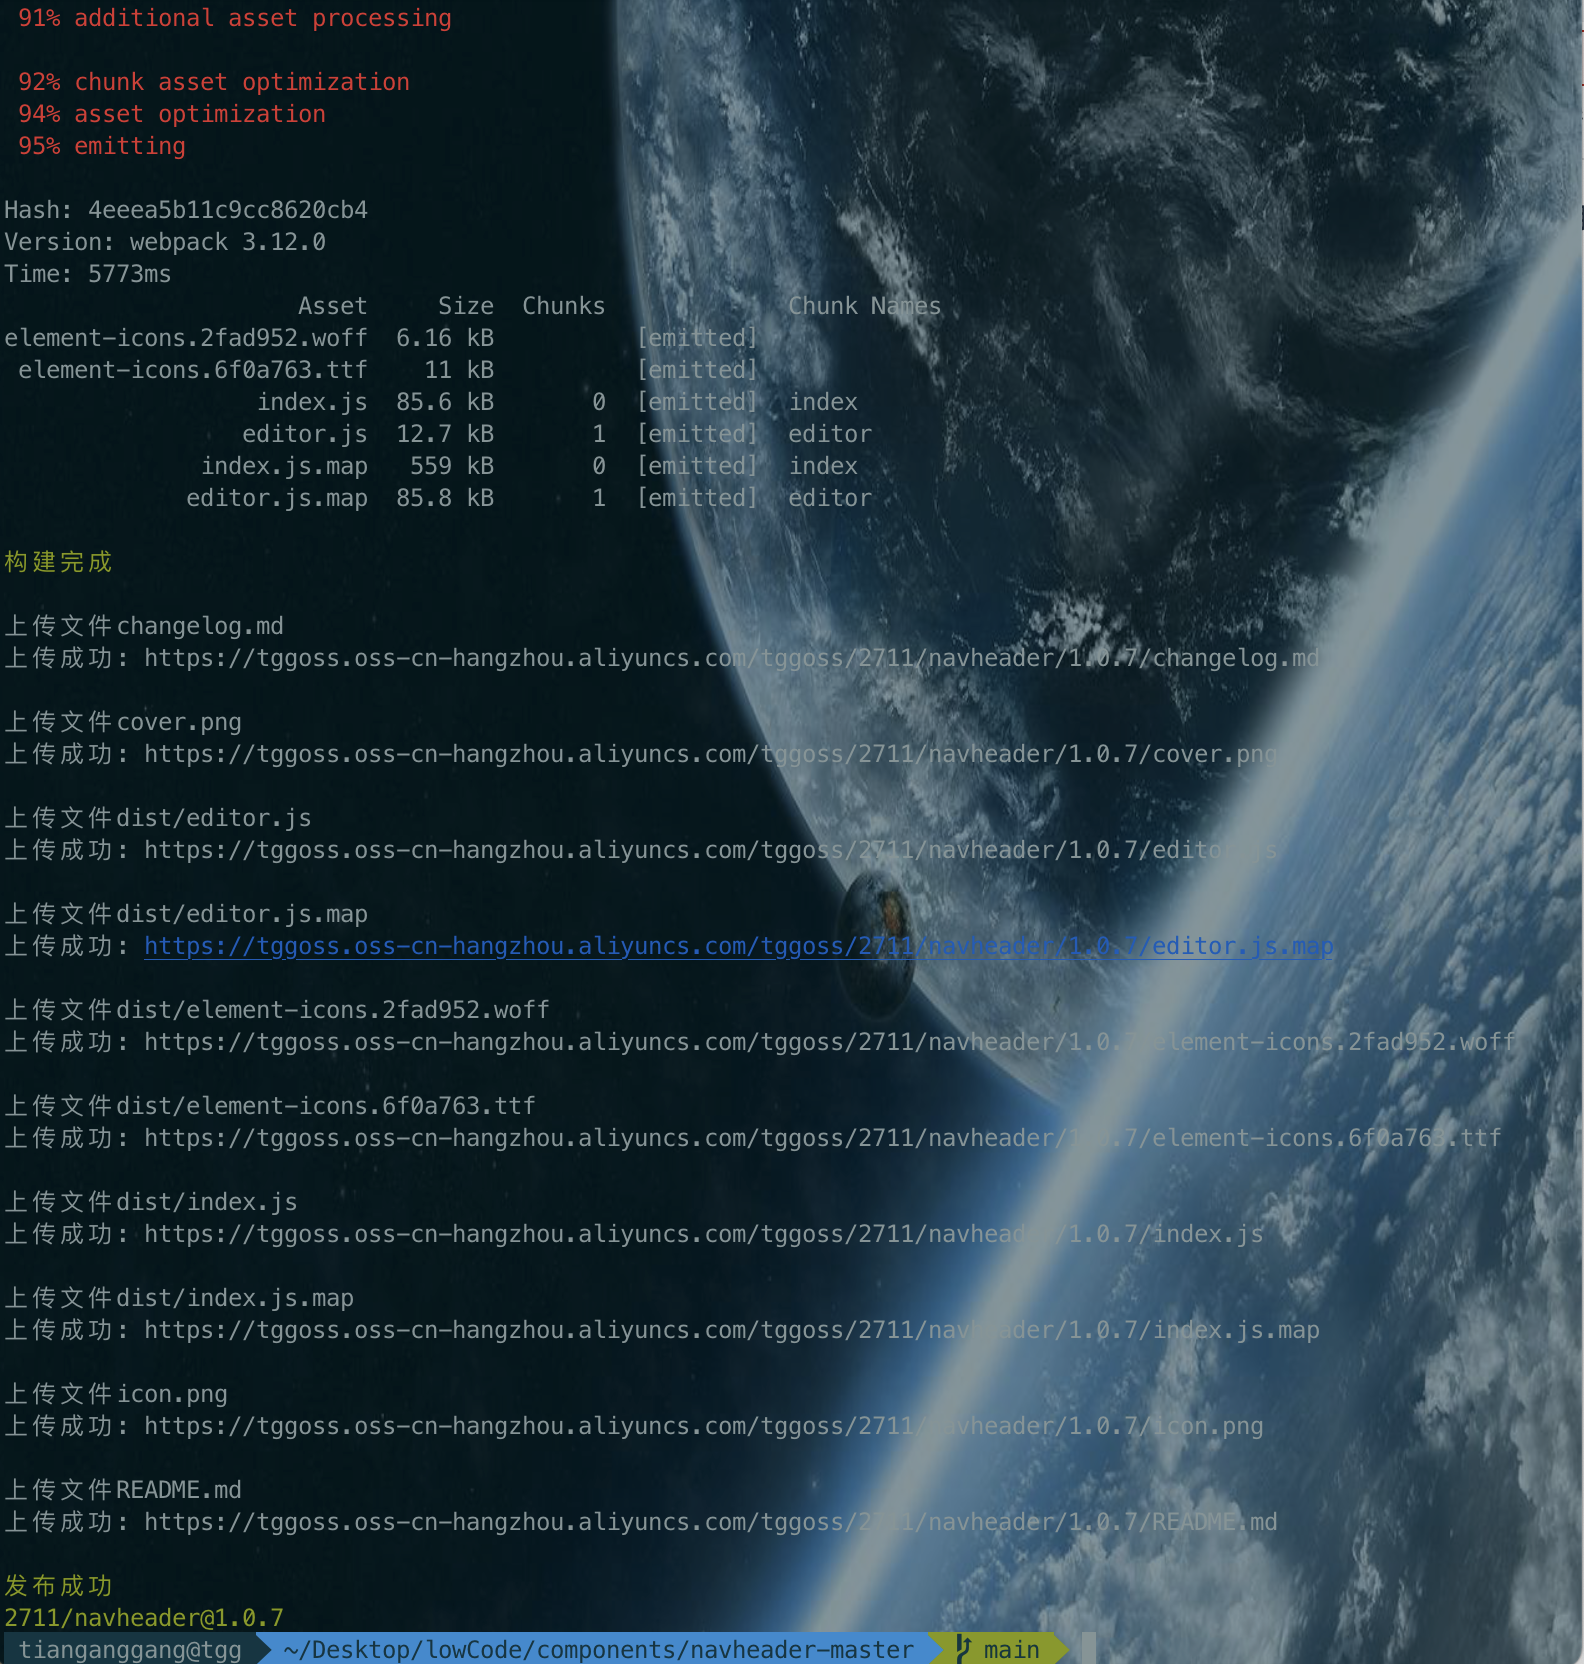 91% additional asset processing
92% chunk asset optimization
94% asset optimization
95% emitting
Hash: 4eeea5b11c9cc8620cb4
Version: webpack 3.12.0
Time: 5773ms
Asset Size Chunks Chunk Names
element-icons.2fad952.woff 6.16 kB [emitted]
element-icons.6f0a763.ttf 11 kB [emitted]
index.js 85.6 kB 0 [emitted] index
editor.js 12.7 kB 1 [emitted] editor
index.js.map 559 kB 0 [emitted] index
editor.js.map 85.8 kB 1 [emitted] editor
构建完成
上传文件changelog.md
上传成功: https://tggoss.oss-cn-hangzhou.aliyuncs.com/tggoss/2711/navheader/1.0.7/changelog.md
上传文件cover.png
上传成功: https://tggoss.oss-cn-hangzhou.aliyuncs.com/tggoss/2711/navheader/1.0.7/cover.png
上传文件dist/editor.js
上传成功: https://tggoss.oss-cn-hangzhou.aliyuncs.com/tggoss/2711/navheader/1.0.7/editor.js
上传文件dist/editor.js.map
上传成功: https://tggoss.oss-cn-hangzhou.aliyuncs.com/tggoss/2711/navheader/1.0.7/editor.js.map
上传文件dist/element-icons.2fad952.woff
上传成功: https://tggoss.oss-cn-hangzhou.aliyuncs.com/tggoss/2711/navheader/1.0.7/element-icons.2fad952.woff
上传文件dist/element-icons.6f0a763.ttf
上传成功: https://tggoss.oss-cn-hangzhou.aliyuncs.com/tggoss/2711/navheader/1.0.7/element-icons.6f0a763.ttf
上传文件dist/index.js
上传成功: https://tggoss.oss-cn-hangzhou.aliyuncs.com/tggoss/2711/navheader/1.0.7/index.js
上传文件dist/index.js.map
上传成功: https://tggoss.oss-cn-hangzhou.aliyuncs.com/tggoss/2711/navheader/1.0.7/index.js.map
上传文件icon.png
上传成功: https://tggoss.oss-cn-hangzhou.aliyuncs.com/tggoss/2711/navheader/1.0.7/icon.png
上传文件README.md
上传成功: https://tggoss.oss-cn-hangzhou.aliyuncs.com/tggoss/2711/navheader/1.0.7/README.md
发布成功
2711/navheader@1.0.7
tianganggang@tgg ~/Desktop/lowCode/components/navheader-master main